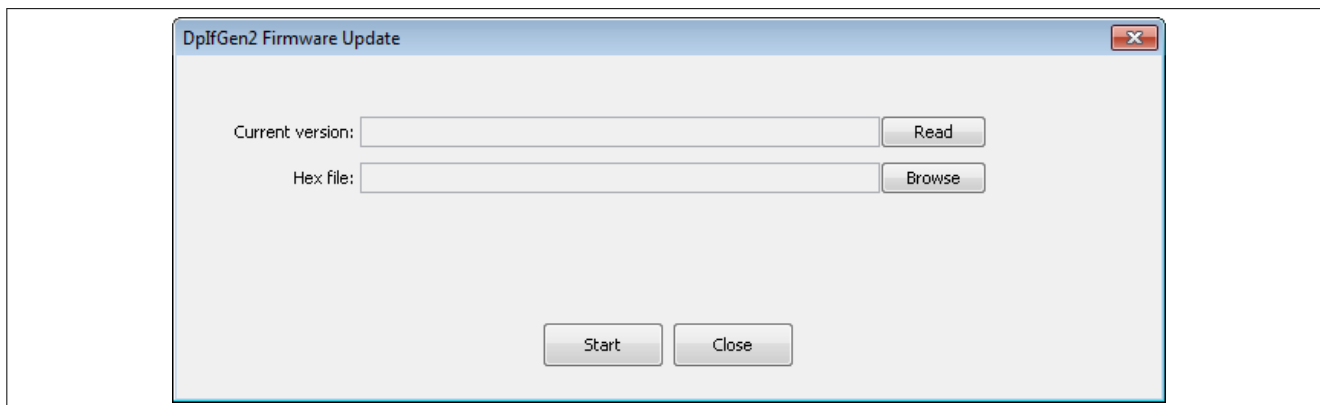 DpIfGen2 Firmware Update
Current version: Read
Hex file: Browse
Start Close